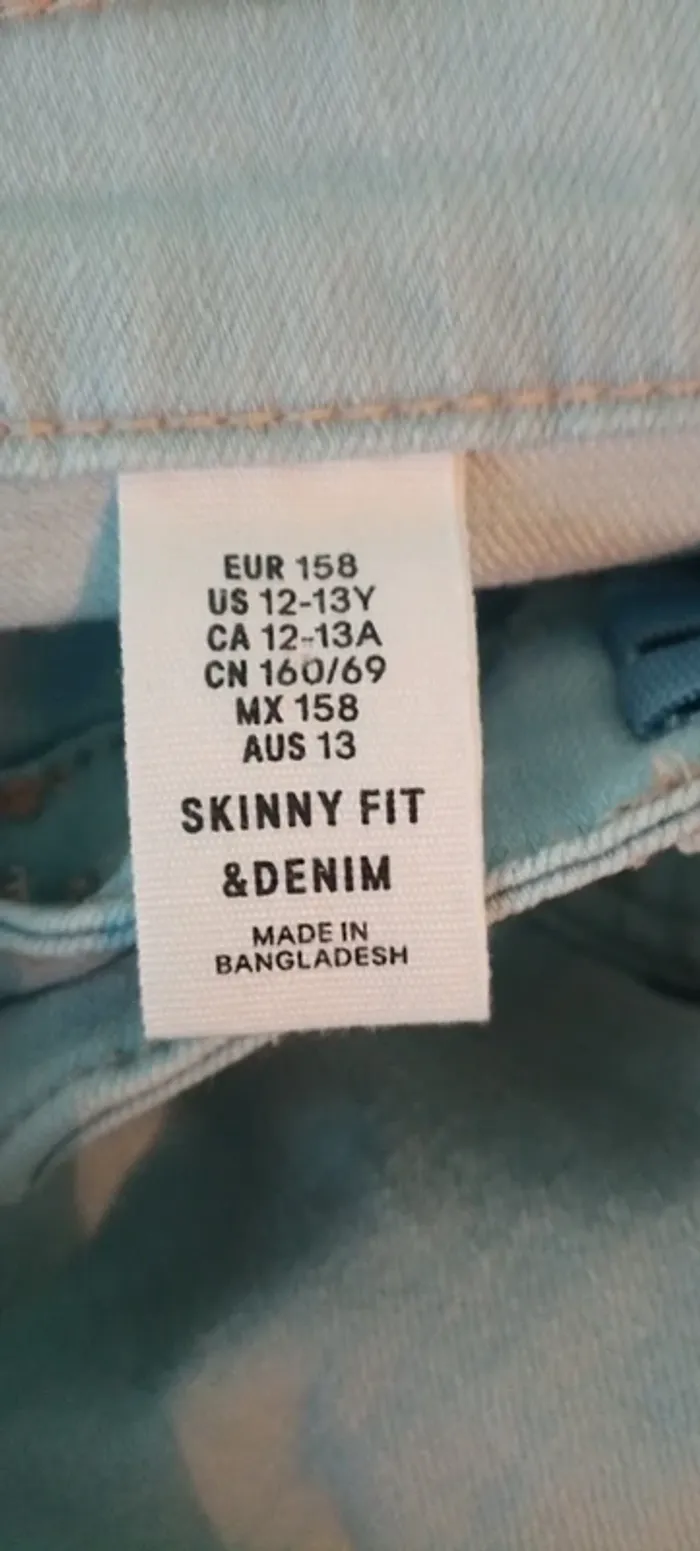 EUR 158
US 12-13Y
CA 12-13A
CN 160/69
MX 158
AUS 13
SKINNY FIT
&DENIM
MADE IN
BANGLADESH